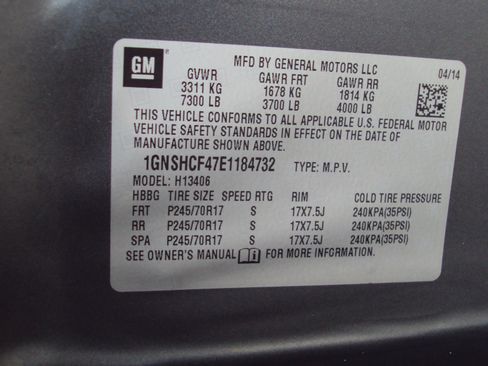 GM
MFD BY GENERAL MOTORS LLC
04/14
GVWR GAWR FRT GAWR RR
3311 KG 1678 KG 1814 KG
7300 LB 3700 LB 4000 LB
THIS VEHICLE CONFORMS TO ALL APPLICABLE U.S. FEDERAL MOTOR
VEHICLE SAFETY STANDARDS IN EFFECT ON THE DATE OF
MANUFACTURE SHOWN ABOVE.
1GNSHCF47E1184732 TYPE: M.P.V.
MODEL: H13406
HBBG TIRE SIZE SPEED RTG RIM COLD TIRE PRESSURE
FRT P245/70R17 S 17X7.5J 240KPA(35PSI)
RR P245/70R17 S 17X7.5J 240KPA(35PSI)
SPA P245/70R17 S 17X7.5J 240KPA(35PSI)
SEE OWNER'S MANUAL FOR MORE INFORMATION.